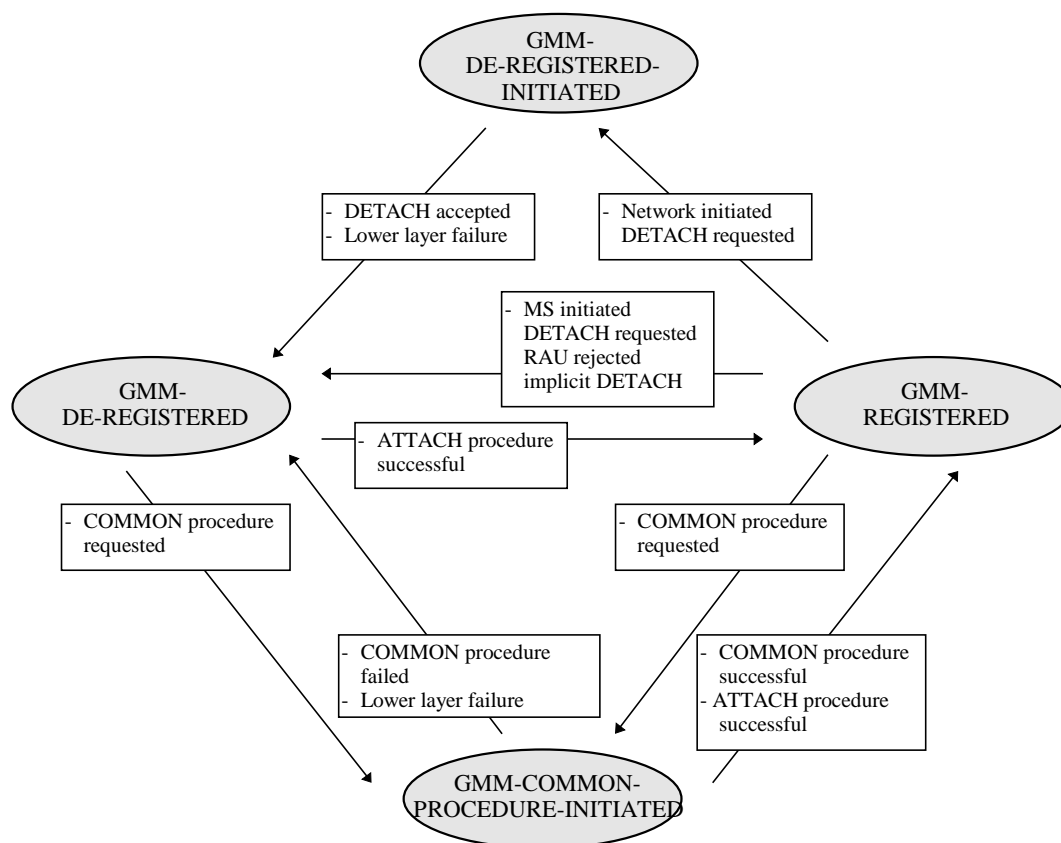 GMM-
DE-REGISTERED-
INITIATED
- DETACH accepted
- Lower layer failure
- Network initiated
DETACH requested
- MS initiated
DETACH requested
RAU rejected
implicit DETACH
GMM-
DE-REGISTERED
GMM-
REGISTERED
- ATTACH procedure
successful
- COMMON procedure
requested
- COMMON procedure
requested
- COMMON procedure
failed
- Lower layer failure
- COMMON procedure
successful
- ATTACH procedure
successful
GMM-COMMON-
PROCEDURE-INITIATED